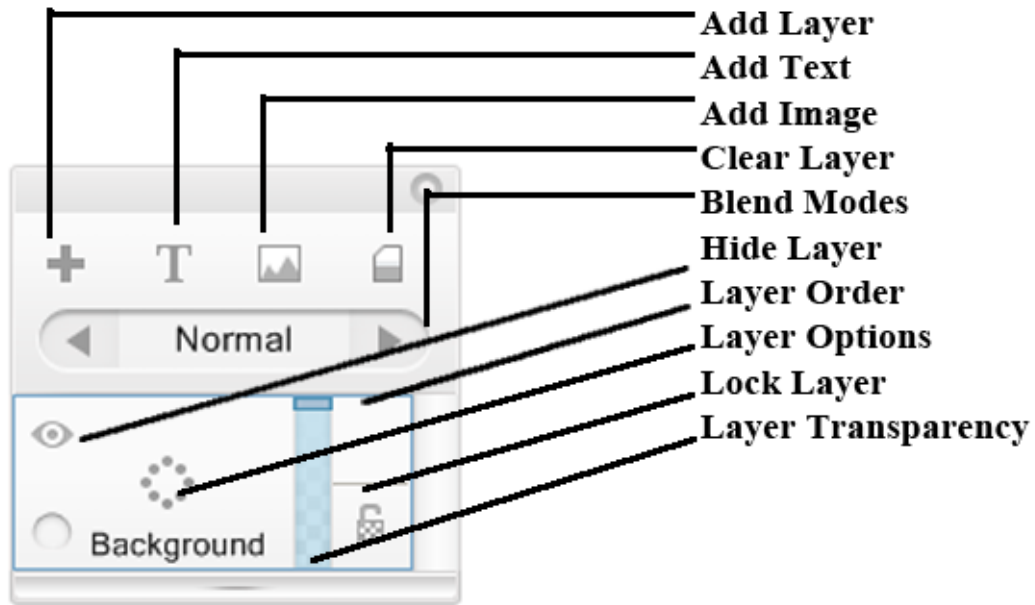 Add Layer
Add Text
Add Image
Clear Layer
Blend Modes
Hide Layer
Layer Order
Layer Options
Lock Layer
Layer Transparency
T
Normal
Background